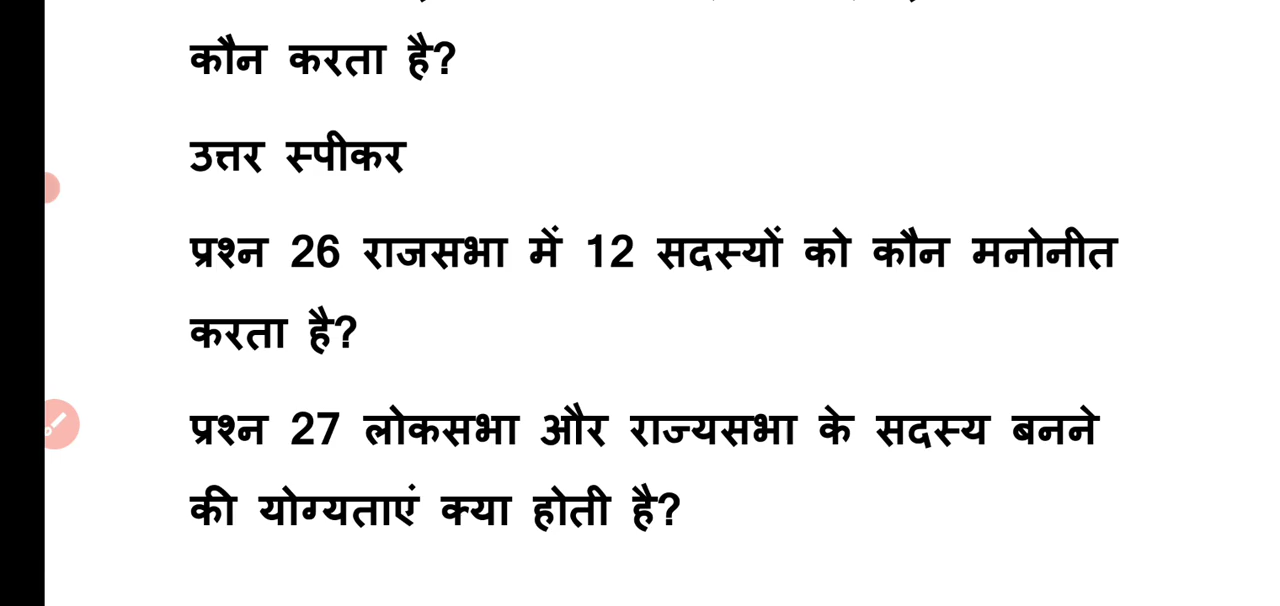 कौन करता है?
उत्तर स्पीकर
प्रश्न 26 राजसभा में 12 सदस्यों को कौन मनोनीत
करता है?
प्रश्न 27 लोकसभा और राज्यसभा के सदस्य बनने
की योग्यताएं क्या होती है?